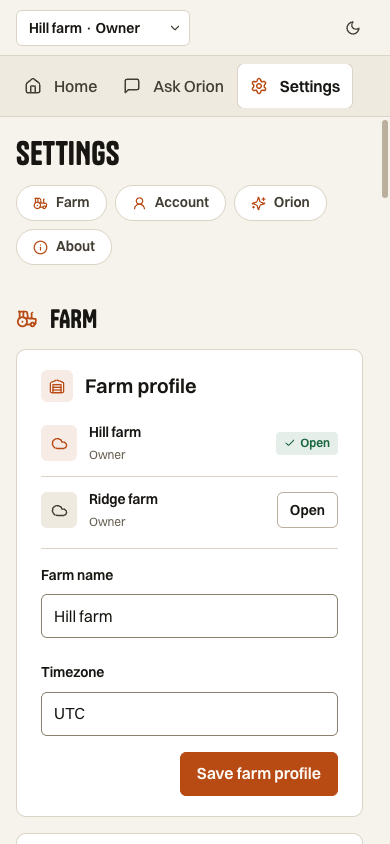 Hill farm · Owner
Home
Ask Orion
Settings
SETTINGS
Farm
Account
Orion
About
FARM
Farm profile
Hill farm
Owner
Open
Ridge farm
Owner
Open
Farm name
Hill farm
Timezone
UTC
Save farm profile